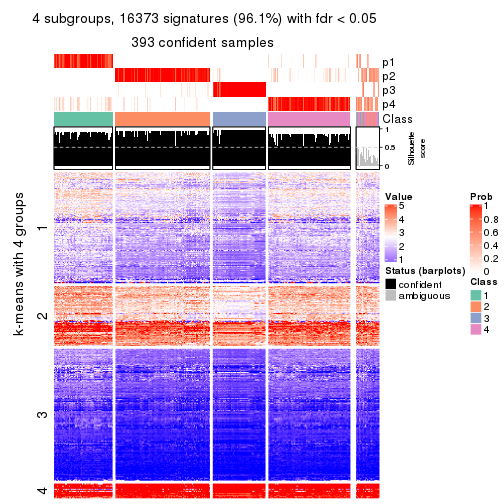 4 subgroups, 16373 signatures (96.1%) with fdr < 0.05
393 confident samples
p1
p2
p3
p4
Class
1
0.5
0
Silhouette
score
k-means with 4 groups
1
2
3
4
Value
5
4
3
2
1
Status (barplots)
confident
ambiguous
Prob
1
0.8
0.6
0.4
0.2
0
Class
1
2
3
4